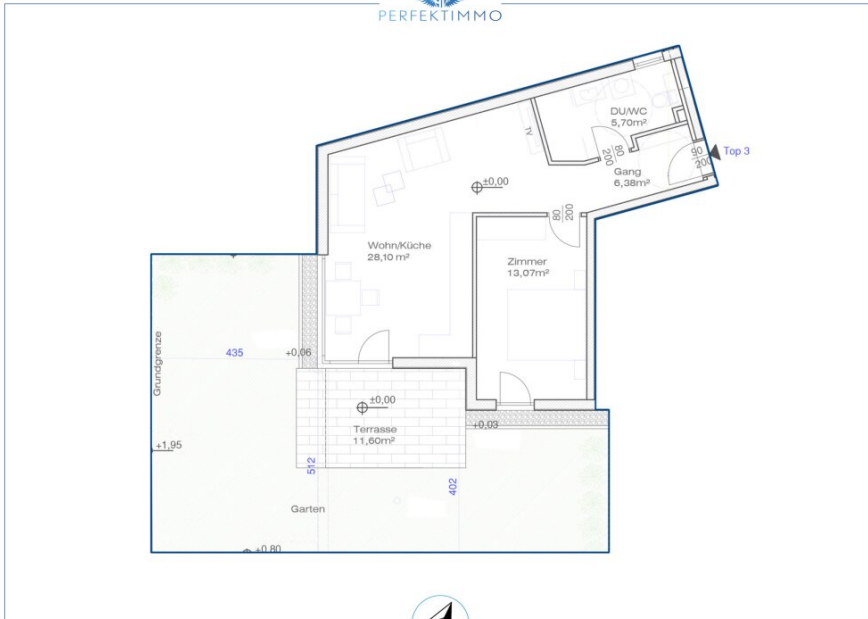 PERFEKTIMMO
DU/WC
5,70m²
TV
80
200
90
200
Top 3
Gang
6,38m²
±0,00
80
200
Wohn/Küche
28,10 m²
Zimmer
13,07m²
Grundgrenze
435
+0,06
±0,00
Terrasse
11,60m²
+0,03
+1,95
512
402
Garten
+0,80